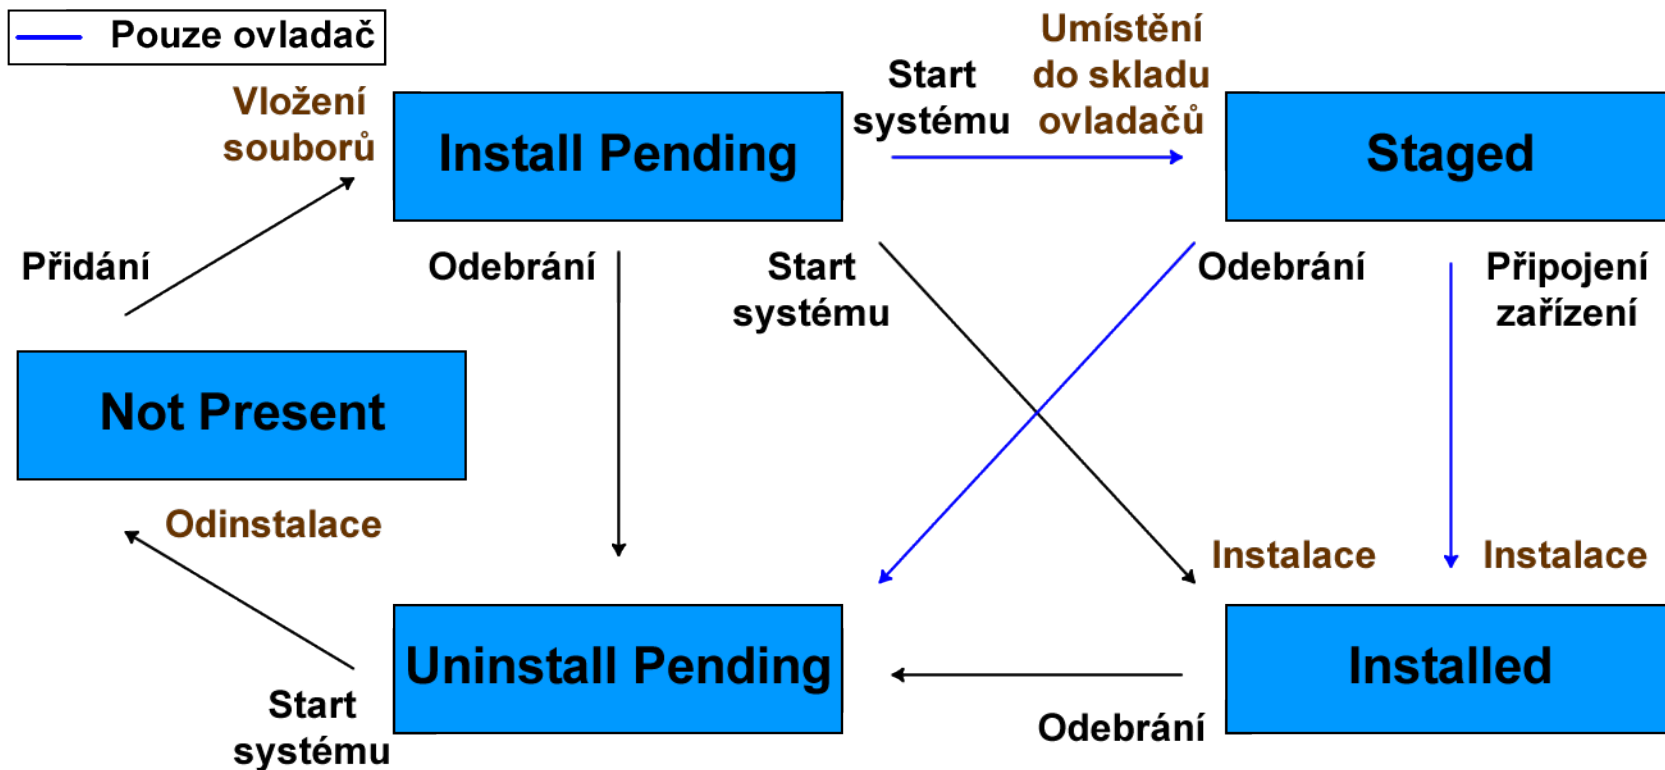 Pouze ovladač
Vložení
souborů
Install Pending
Start
systému
Umístění
do skladu
ovladačů
Staged
Přidání
Odebrání
Start
systému
Odebrání
Připojení
zařízení
Not Present
Odinstalace
Instalace
Instalace
Uninstall Pending
Installed
Start
systému
Odebrání